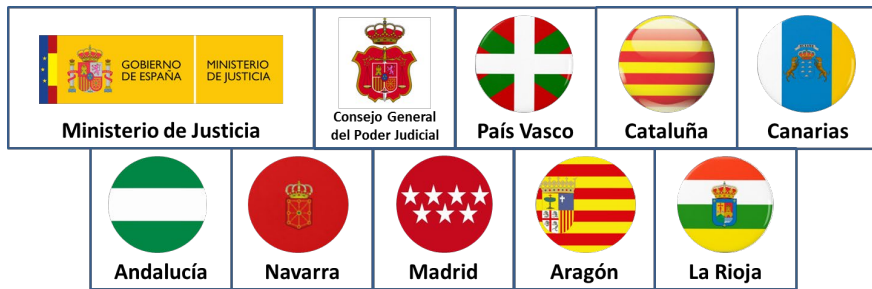 GOBIERNO
DE ESPAÑA
MINISTERIO
DE JUSTICIA
Ministerio de Justicia
Consejo General
del Poder Judicial
País Vasco
Cataluña
Canarias
Andalucía
Navarra
Madrid
Aragón
La Rioja